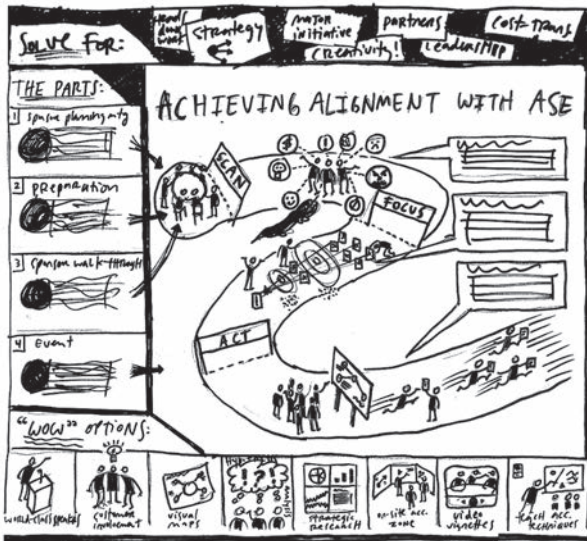 SOLVE FOR:
STRATEGY
MAJOR
INITIATIVE
CREATIVITY!
PARTNERS
LEADERSHIP
COST=TRANS
THE PARTS:
1 Sponsor planning mtg
2 PREPARATION
3 Sponsor walk-through
4 EVENT
ACHIEVING ALIGNMENT WITH ASE
SCAN
FOCUS
ACT
"WOW" OPTIONS:
WORLD-CLASS SPEAKERS
customer
involvement
VISUAL
MAPS
strategic
RESEARCH
on-site acc.
zone
video
vignettes
teach acc.
techniques